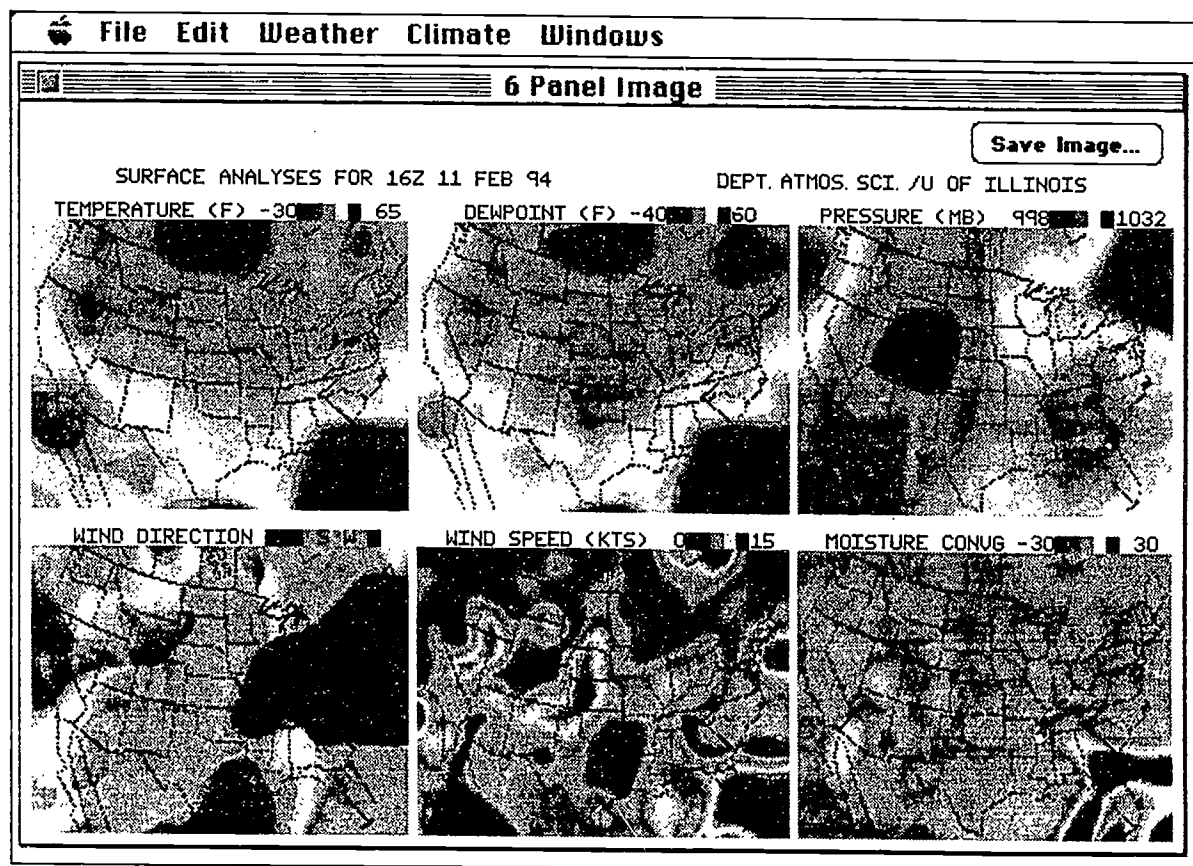 File Edit Weather Climate Windows
6 Panel Image
Save Image...
SURFACE ANALYSES FOR 16Z 11 FEB 94 DEPT. ATMOS. SCI. /U OF ILLINOIS
TEMPERATURE (F) -30 65 DEWPOINT (F) -40 60 PRESSURE (MB) 998 1032
WIND DIRECTION S W WIND SPEED (KTS) 0 15 MOISTURE CONVG -30 30